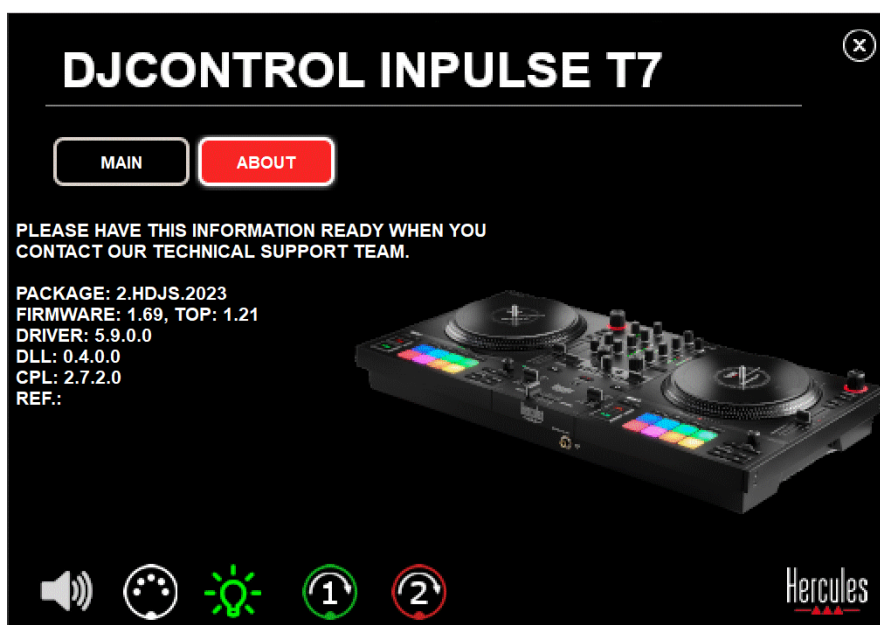 DJCONTROL INPULSE T7
MAIN
ABOUT
PLEASE HAVE THIS INFORMATION READY WHEN YOU
CONTACT OUR TECHNICAL SUPPORT TEAM.
PACKAGE: 2.HDJS.2023
FIRMWARE: 1.69, TOP: 1.21
DRIVER: 5.9.0.0
DLL: 0.4.0.0
CPL: 2.7.2.0
REF.:
1
2
Hercules